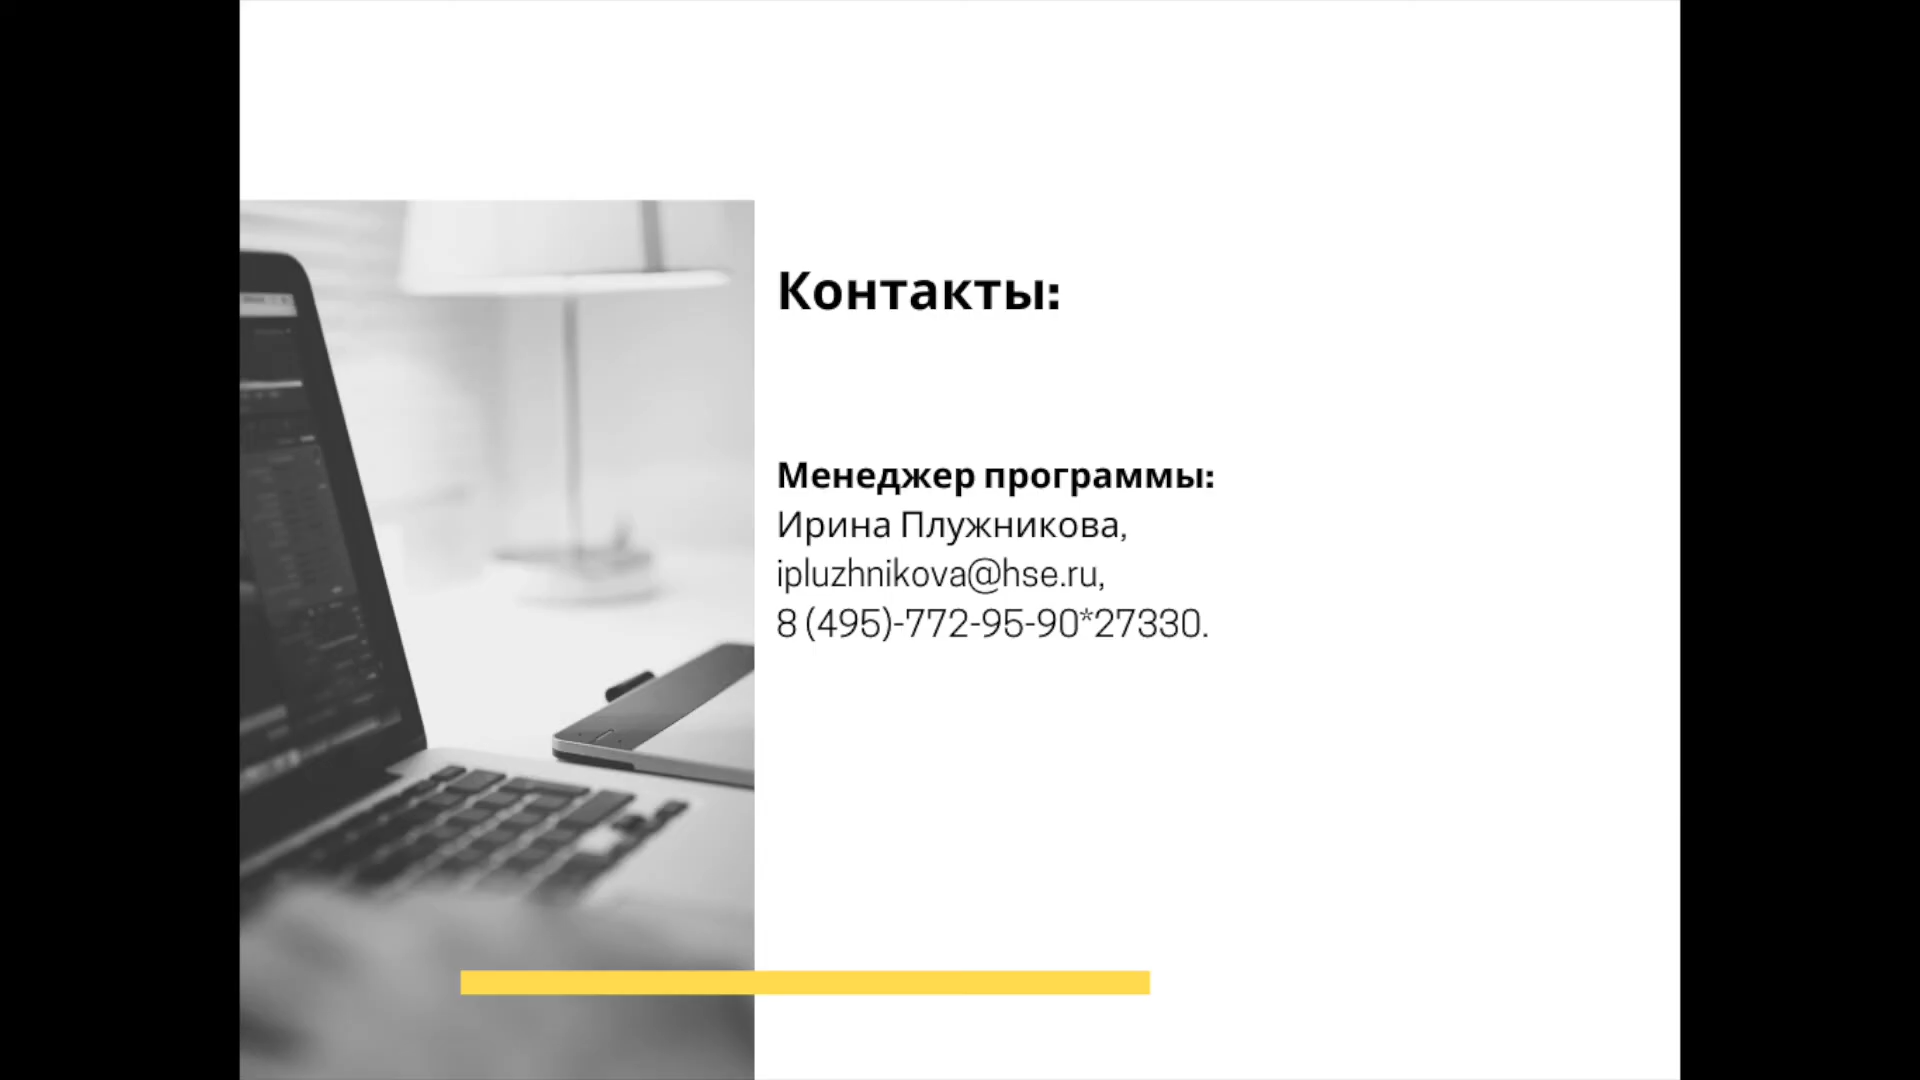 Контакты:
Менеджер программы:
Ирина Плужникова,
ipluzhnikova@hse.ru,
8 (495)-772-95-90*27330.